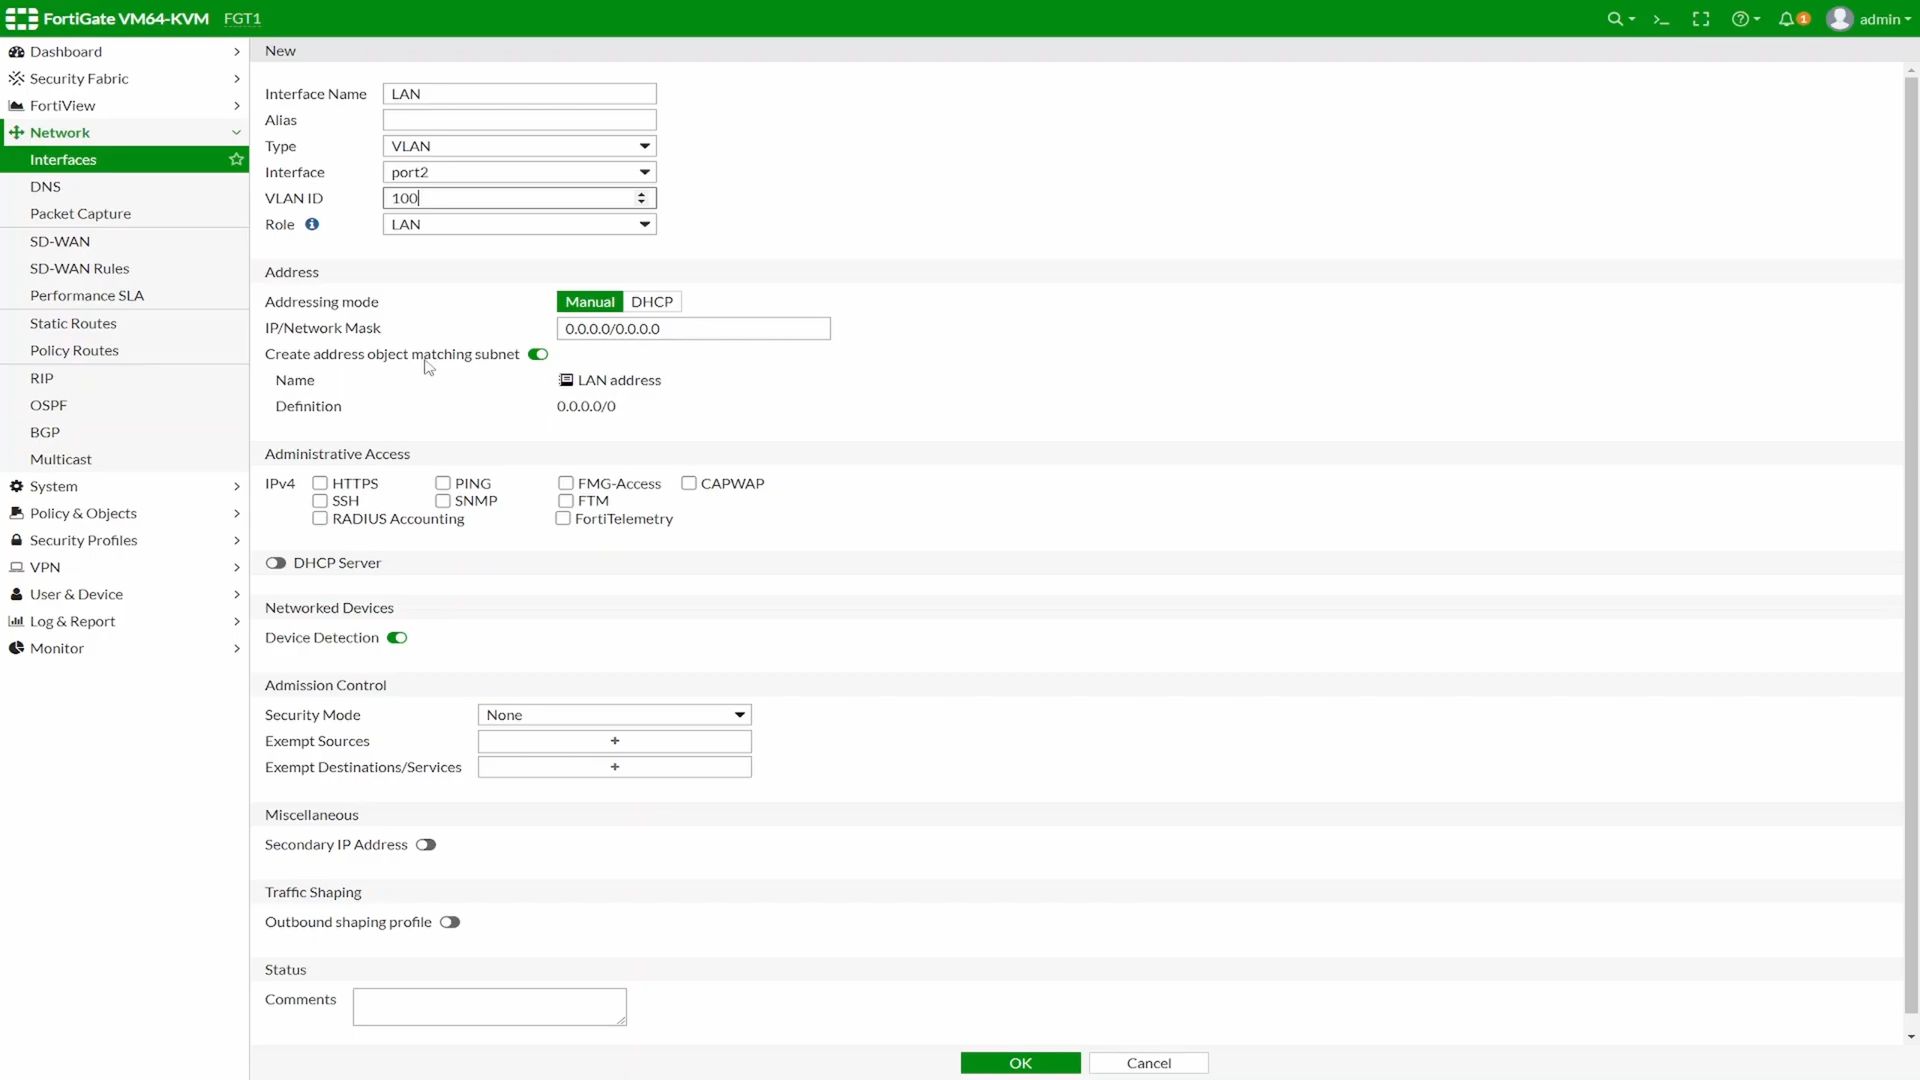 FortiGate VM64-KVM FGT1
1 admin
Dashboard
Security Fabric
FortiView
Network
Interfaces
DNS
Packet Capture
SD-WAN
SD-WAN Rules
Performance SLA
Static Routes
Policy Routes
RIP
OSPF
BGP
Multicast
System
Policy & Objects
Security Profiles
VPN
User & Device
Log & Report
Monitor
New
Interface Name LAN
Alias
Type VLAN
Interface port2
VLAN ID 100
Role LAN
Address
Addressing mode Manual DHCP
IP/Network Mask 0.0.0.0/0.0.0.0
Create address object matching subnet
Name LAN address
Definition 0.0.0.0/0
Administrative Access
IPv4 HTTPS PING FMG-Access CAPWAP
SSH SNMP FTM
RADIUS Accounting FortiTelemetry
DHCP Server
Networked Devices
Device Detection
Admission Control
Security Mode None
Exempt Sources +
Exempt Destinations/Services +
Miscellaneous
Secondary IP Address
Traffic Shaping
Outbound shaping profile
Status
Comments
OK Cancel